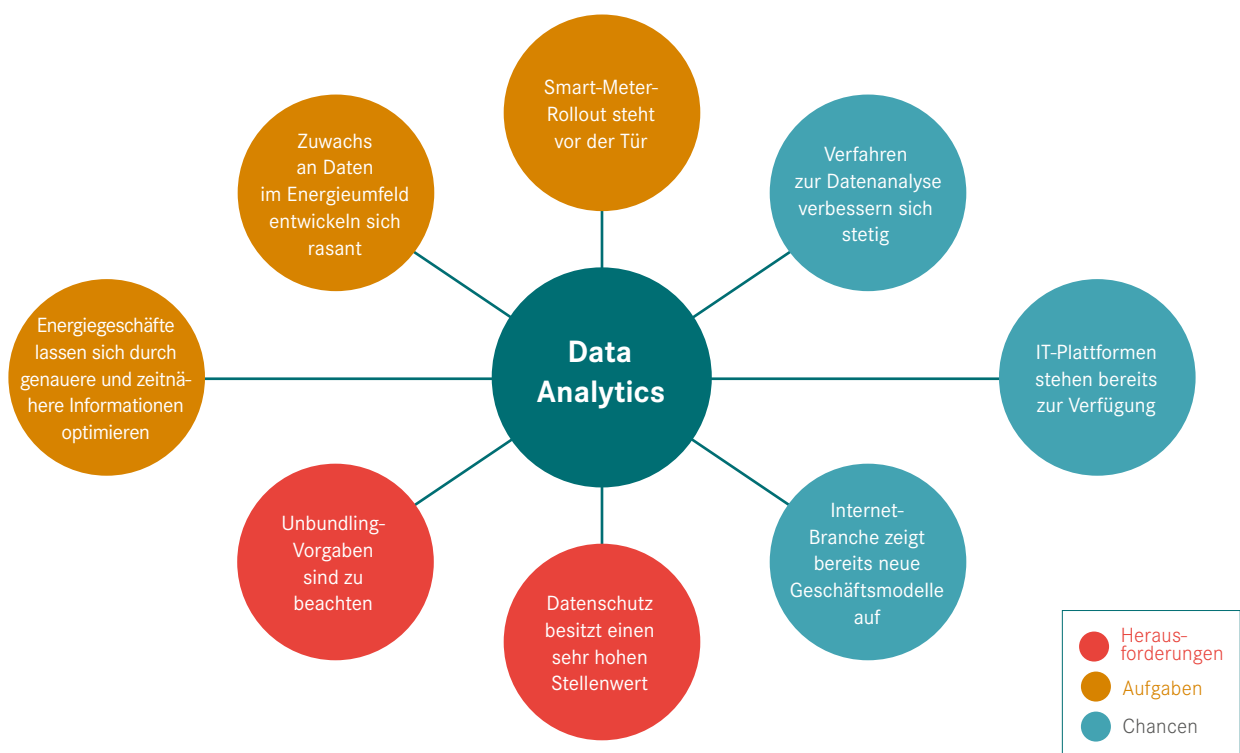 Smart-Meter-
Rollout steht
vor der Tür
Zuwachs
an Daten
im Energieumfeld
entwickeln sich
rasant
Verfahren
zur Datenanalyse
verbessern sich
stetig
Energiegeschäfte
lassen sich durch
genauere und zeitnä-
here Informationen
optimieren
Data
Analytics
IT-Plattformen
stehen bereits
zur Verfügung
Unbundling-
Vorgaben
sind zu
beachten
Datenschutz
besitzt einen
sehr hohen
Stellenwert
Internet-
Branche zeigt
bereits neue
Geschäftsmodelle
auf
Heraus-
forderungen
Aufgaben
Chancen